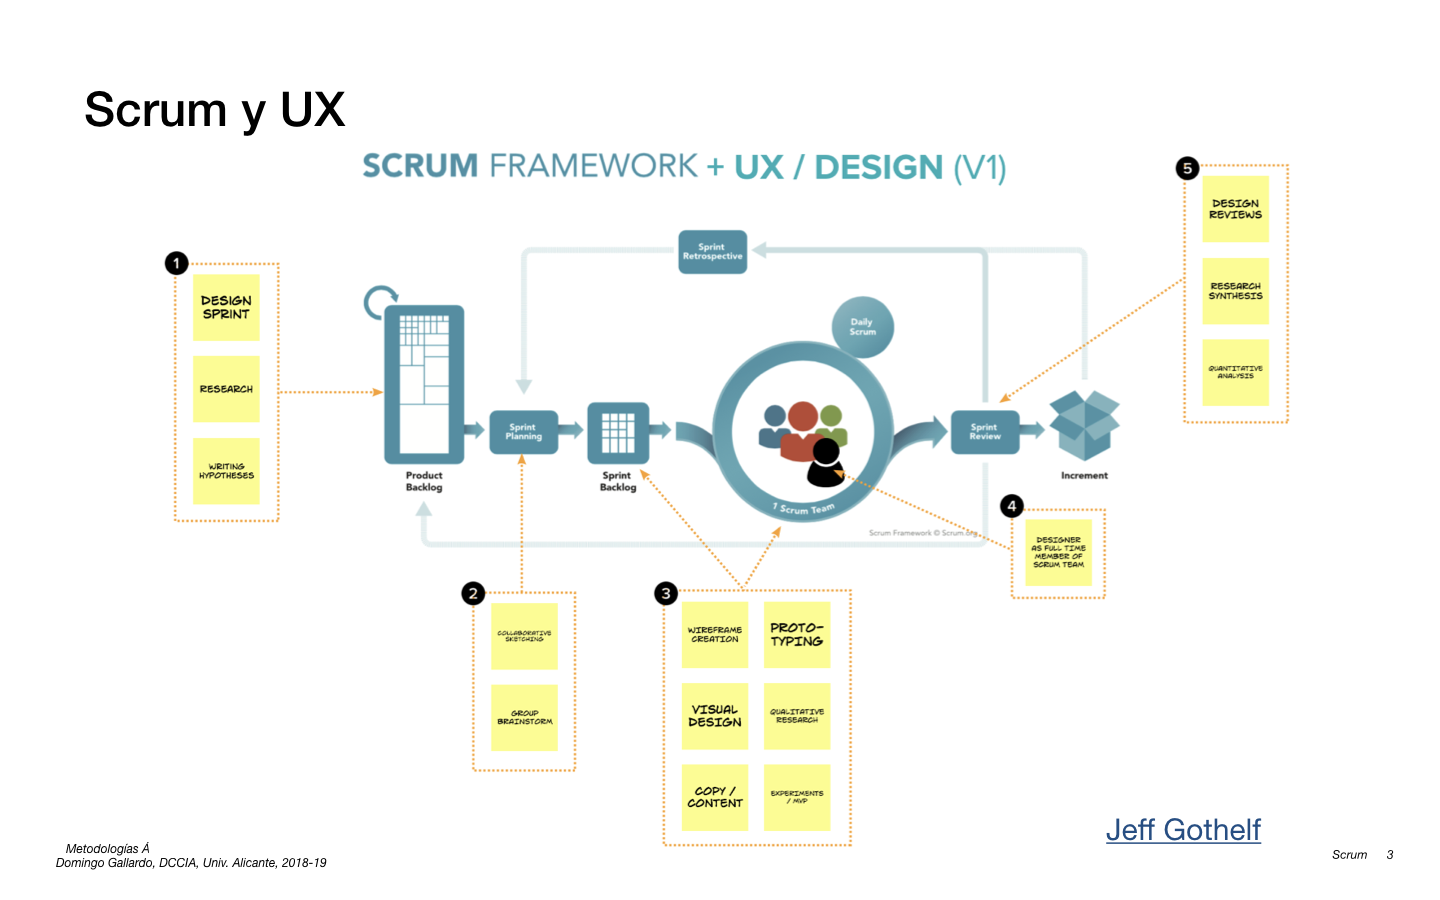 Scrum y UX
SCRUM FRAMEWORK + UX / DESIGN (V1)
1
DESIGN
SPRINT
RESEARCH
WRITING
HYPOTHESES
Sprint
Retrospective
Daily
Scrum
Product
Backlog
Sprint
Planning
Sprint
Backlog
1 Scrum Team
Sprint
Review
Increment
Scrum Framework © Scrum.org
2
COLLABORATIVE
SKETCHING
GROUP
BRAINSTORM
3
WIREFRAME
CREATION
PROTO-
TYPING
VISUAL
DESIGN
QUALITATIVE
RESEARCH
COPY /
CONTENT
EXPERIMENTS
/ MVP
4
DESIGNER
AS FULL TIME
MEMBER OF
SCRUM TEAM
5
DESIGN
REVIEWS
RESEARCH
SYNTHESIS
QUANTITATIVE
ANALYSIS
Jeff Gothelf
Metodologías Á
Domingo Gallardo, DCCIA, Univ. Alicante, 2018-19
Scrum 3